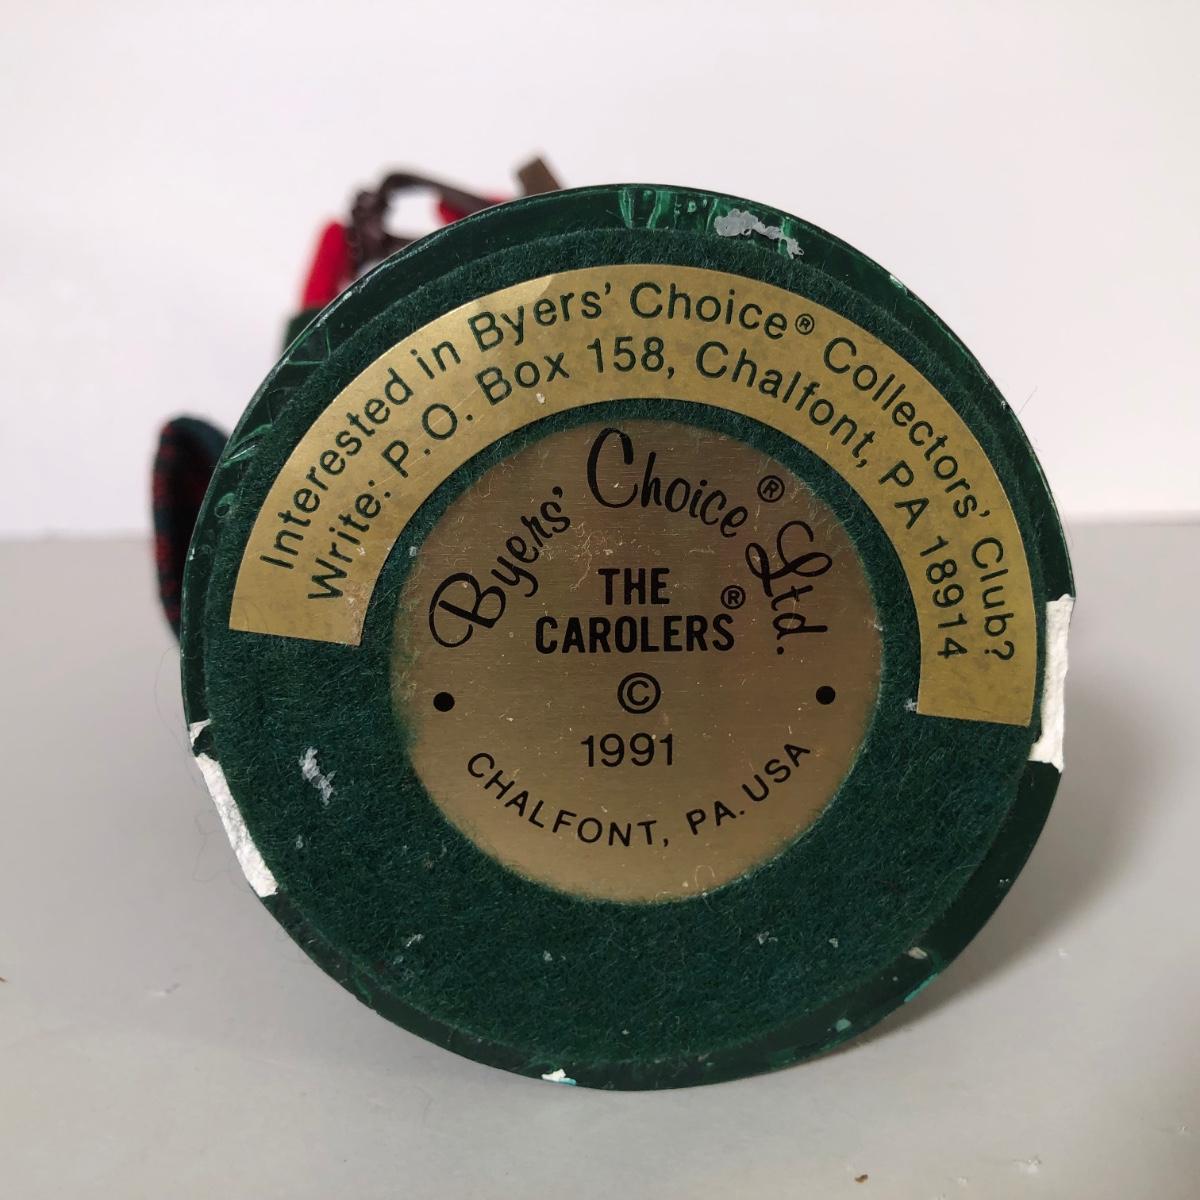 Interested in Byers' Choice® Collectors' Club?
Write: P.O. Box 158, Chalfont, PA 18914
Byers' Choice® Ltd.
THE
CAROLERS®
©
1991
CHALFONT, PA. USA